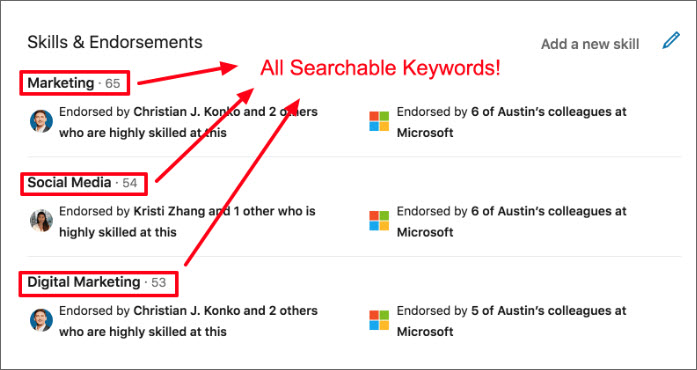 Skills & Endorsements
Add a new skill
All Searchable Keywords!
Marketing · 65
Endorsed by Christian J. Konko and 2 others
who are highly skilled at this
Endorsed by 6 of Austin's colleagues at
Microsoft
Social Media · 54
Endorsed by Kristi Zhang and 1 other who is
highly skilled at this
Endorsed by 6 of Austin's colleagues at
Microsoft
Digital Marketing · 53
Endorsed by Christian J. Konko and 2 others
who are highly skilled at this
Endorsed by 5 of Austin's colleagues at
Microsoft